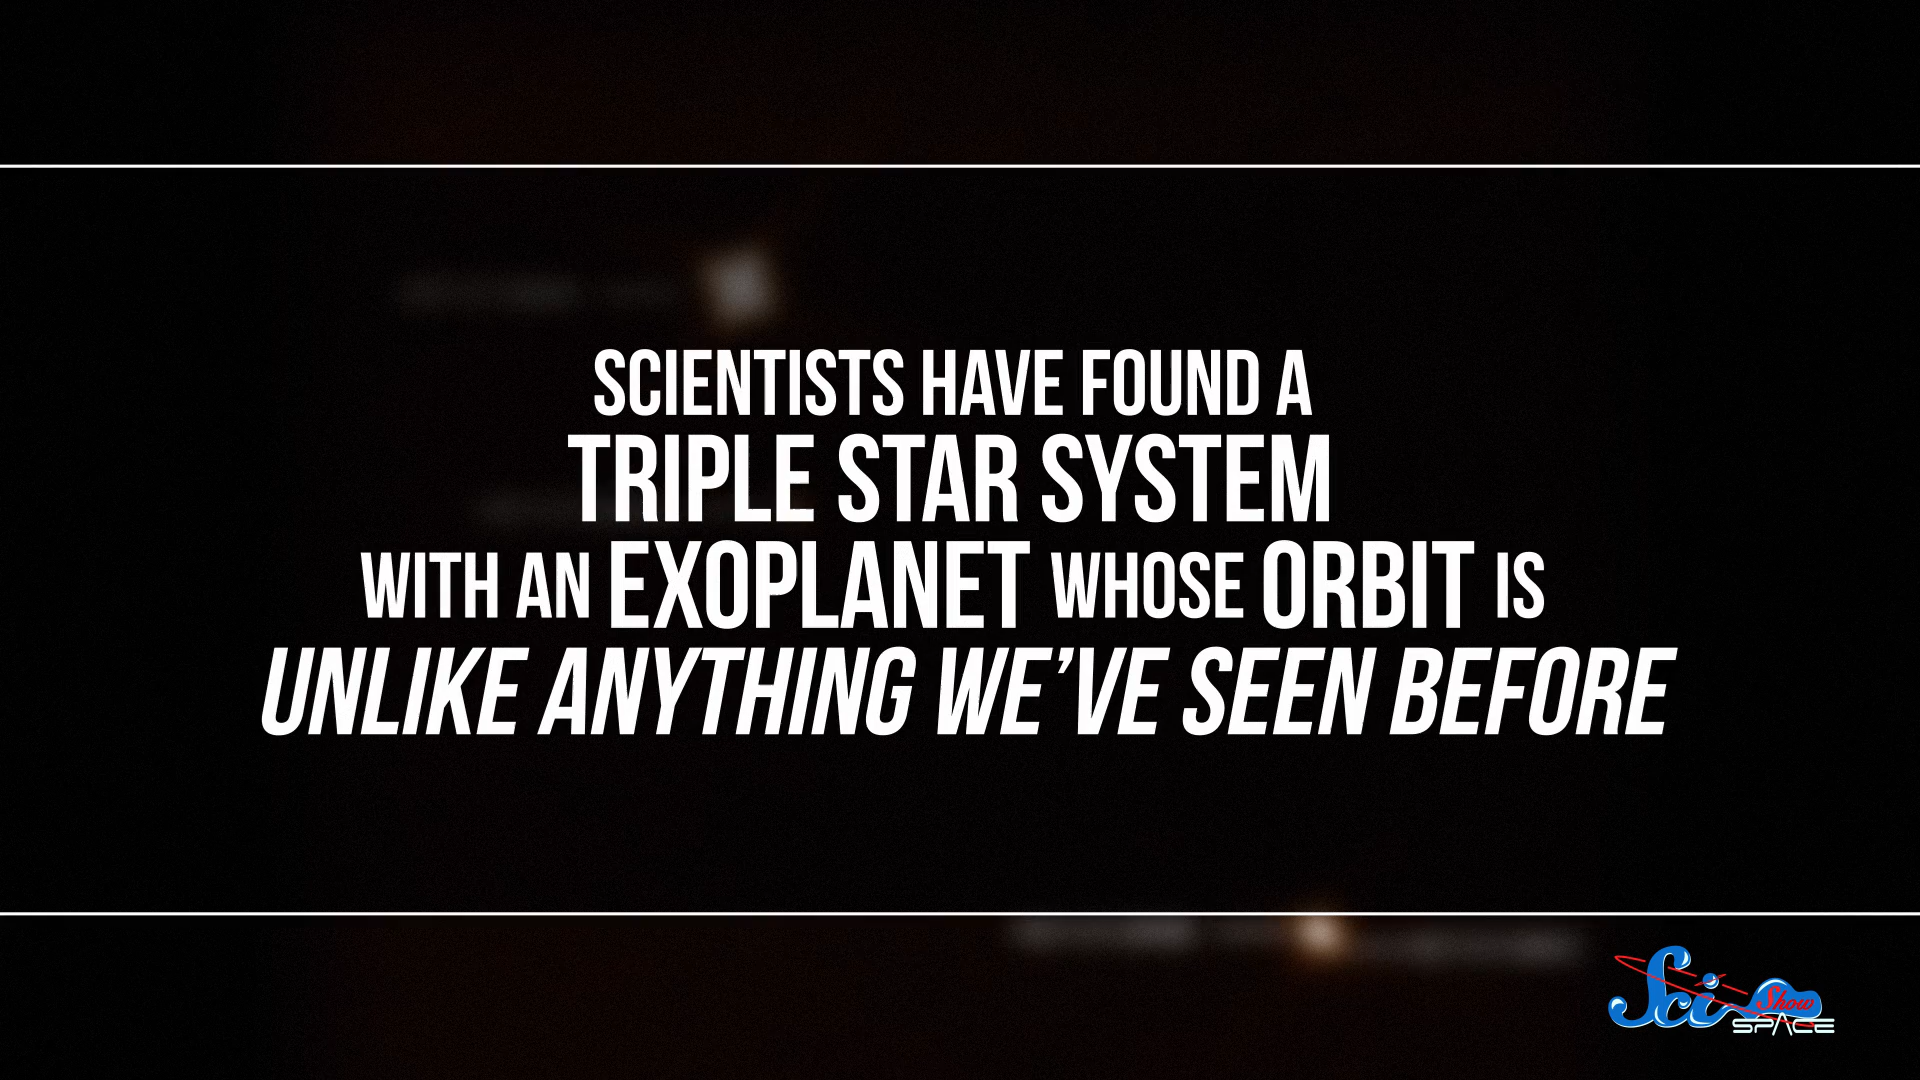 SCIENTISTS HAVE FOUND A
TRIPLE STAR SYSTEM
WITH AN EXOPLANET WHOSE ORBIT IS
UNLIKE ANYTHING WE'VE SEEN BEFORE
Sci Show
SPACE